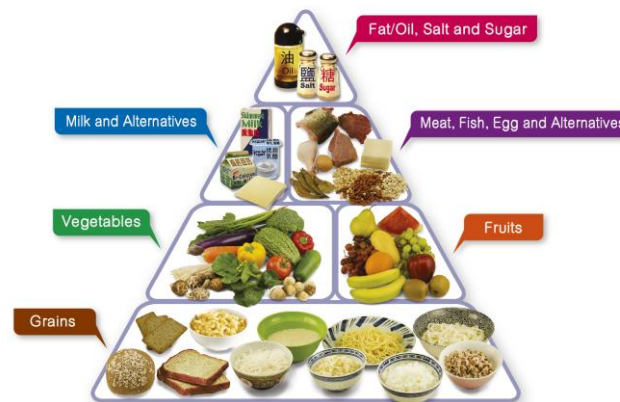 Fat/Oil, Salt and Sugar
油
Oil
鹽
Salt
糖
Sugar
Milk and Alternatives
Milk
Meat, Fish, Egg and Alternatives
Vegetables
Fruits
Grains